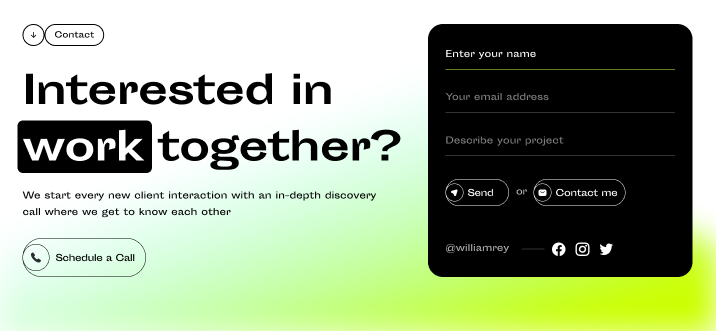 Contact
Interested in
work together?
We start every new client interaction with an in-depth discovery
call where we get to know each other
Schedule a Call
Enter your name
Your email address
Describe your project
Send or Contact me
@williamrey